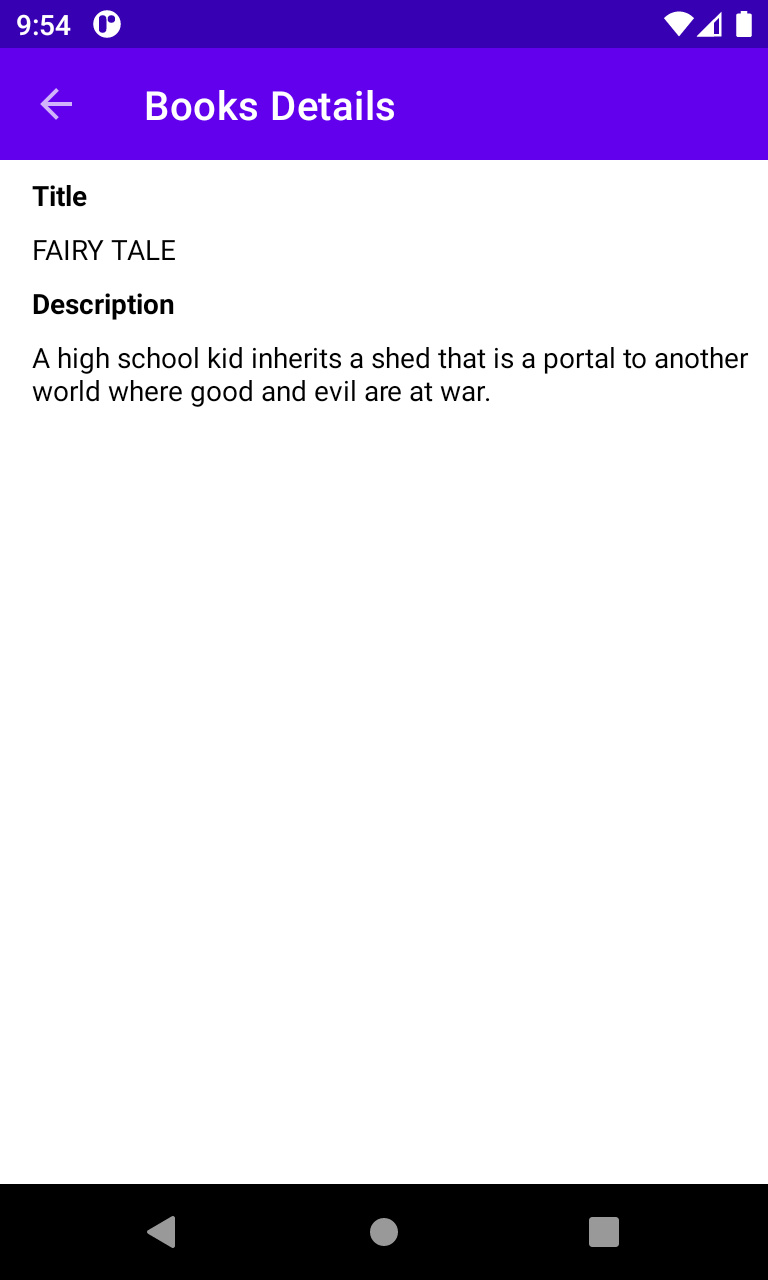 9:54
Books Details
Title
FAIRY TALE
Description
A high school kid inherits a shed that is a portal to another
world where good and evil are at war.